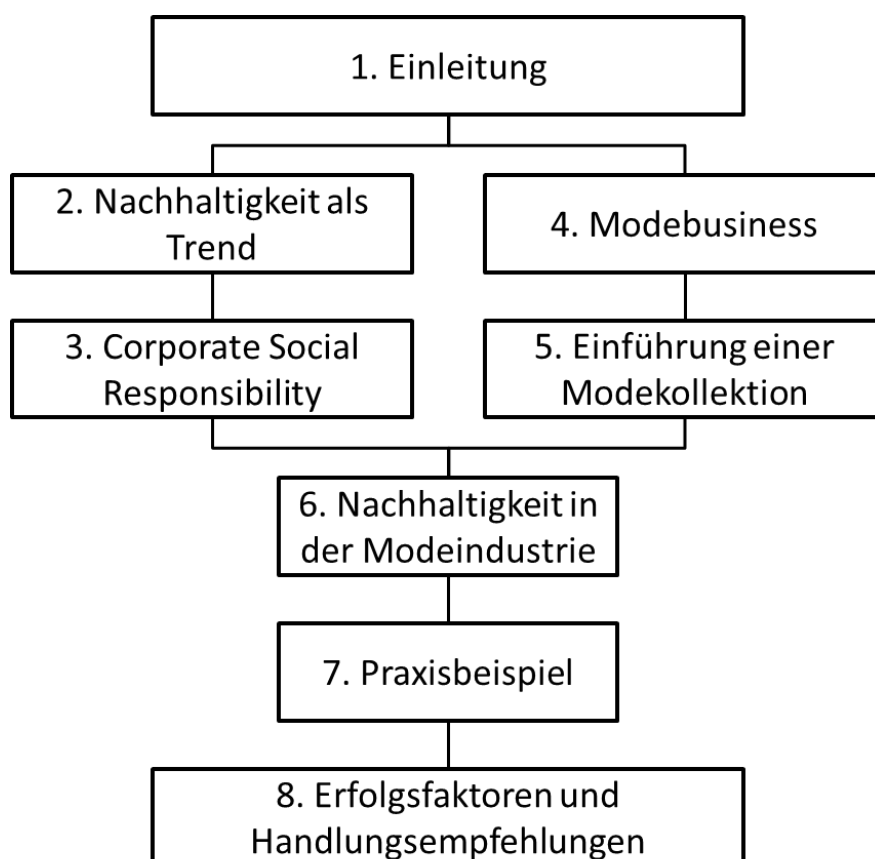 1. Einleitung
2. Nachhaltigkeit als
Trend
4. Modebusiness
3. Corporate Social
Responsibility
5. Einführung einer
Modekollektion
6. Nachhaltigkeit in
der Modeindustrie
7. Praxisbeispiel
8. Erfolgsfaktoren und
Handlungsempfehlungen